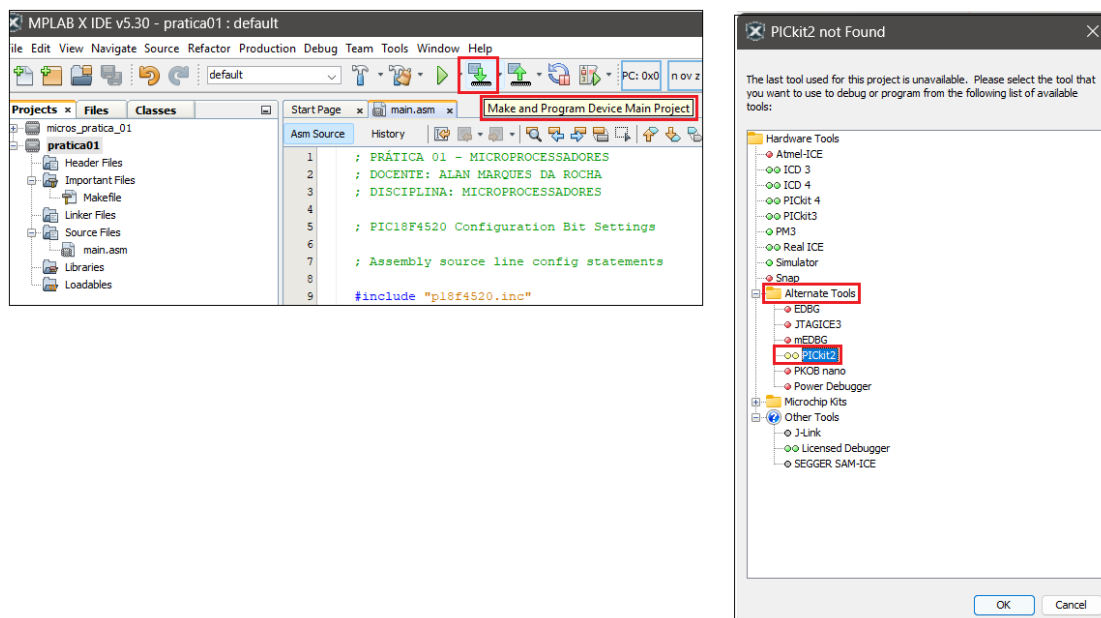 MPLAB X IDE v5.30 - pratica01 : default
ile Edit View Navigate Source Refactor Production Debug Team Tools Window Help
default
PC: 0x0
n ov z
Projects
Files
Classes
Start Page
main.asm
Make and Program Device Main Project
micros_pratica_01
pratica01
Header Files
Important Files
Makefile
Linker Files
Source Files
main.asm
Libraries
Loadables
Asm Source
History
1 ; PRÁTICA 01 - MICROPROCESSADORES
2 ; DOCENTE: ALAN MARQUES DA ROCHA
3 ; DISCIPLINA: MICROPROCESSADORES
4
5 ; PIC18F4520 Configuration Bit Settings
6
7 ; Assembly source line config statements
8
9 #include "p18f4520.inc"
PICkit2 not Found
The last tool used for this project is unavailable. Please select the tool that
you want to use to debug or program from the following list of available
tools:
Hardware Tools
Atmel-ICE
ICD 3
ICD 4
PICkit 4
PICkit3
PM3
Real ICE
Simulator
Snap
Alternate Tools
EDBG
JTAGICE3
mEDBG
PICkit2
PKOB nano
Power Debugger
Microchip Kits
Other Tools
J-Link
Licensed Debugger
SEGGER SAM-ICE
OK
Cancel